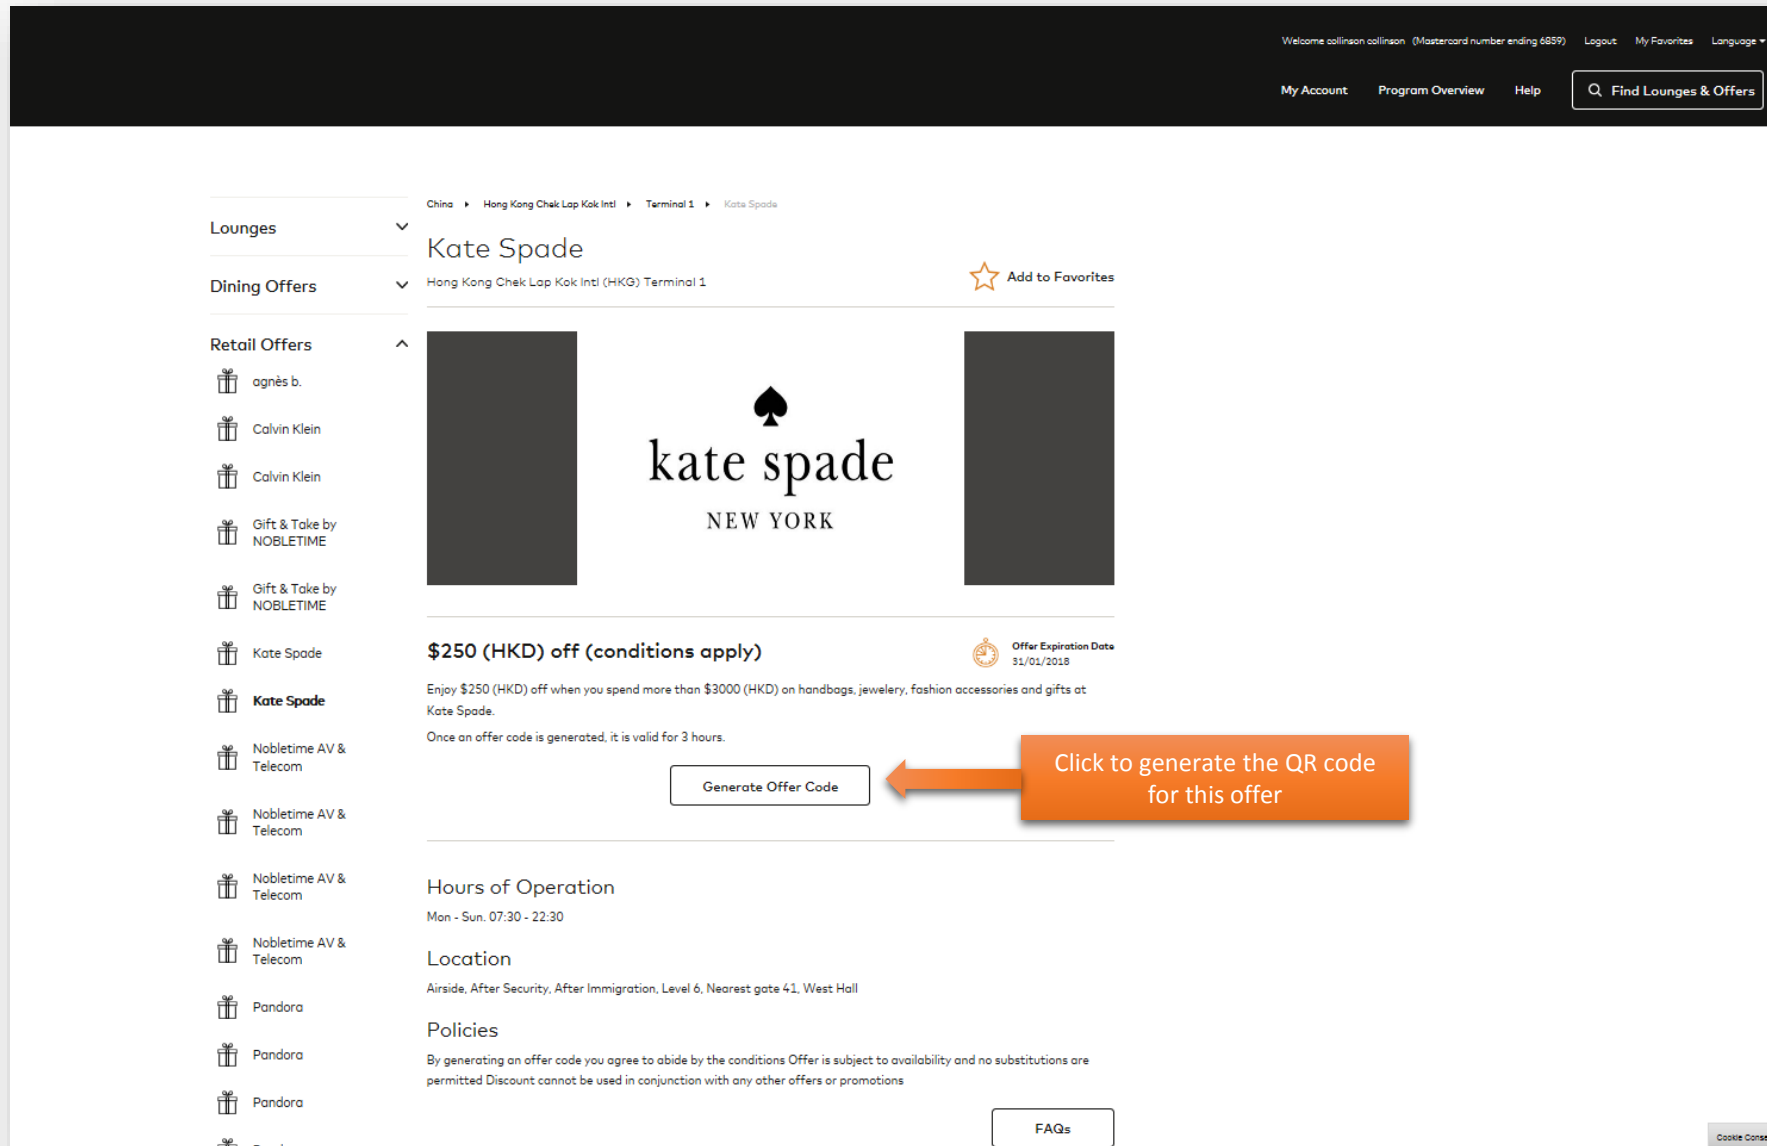 Welcome collinson collinson (Mastercard number ending 6859) Logout My Favorites Language
My Account Program Overview Help Find Lounges & Offers
China Hong Kong Chek Lap Kok Intl Terminal 1 Kate Spade
Lounges
Dining Offers
Retail Offers
agnès b.
Calvin Klein
Calvin Klein
Gift & Take by
NOBLETIME
Gift & Take by
NOBLETIME
Kate Spade
Kate Spade
Nobletime AV &
Telecom
Nobletime AV &
Telecom
Nobletime AV &
Telecom
Nobletime AV &
Telecom
Pandora
Pandora
Pandora
Kate Spade
Hong Kong Chek Lap Kok Intl (HKG) Terminal 1
Add to Favorites
kate spade
NEW YORK
$250 (HKD) off (conditions apply)
Offer Expiration Date
31/01/2018
Enjoy $250 (HKD) off when you spend more than $3000 (HKD) on handbags, jewelery, fashion accessories and gifts at
Kate Spade.
Once an offer code is generated, it is valid for 3 hours.
Generate Offer Code
Click to generate the QR code
for this offer
Hours of Operation
Mon - Sun. 07:30 - 22:30
Location
Airside, After Security, After Immigration, Level 6, Nearest gate 41, West Hall
Policies
By generating an offer code you agree to abide by the conditions Offer is subject to availability and no substitutions are
permitted Discount cannot be used in conjunction with any other offers or promotions
FAQs
Cookie Conse